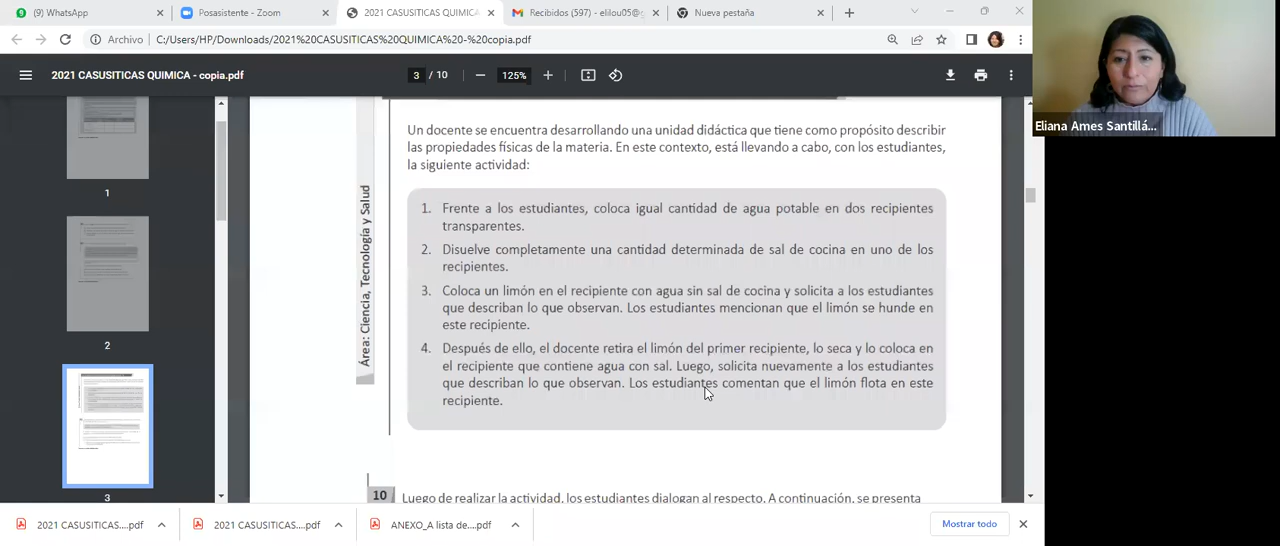 WhatsApp
Posasistente - Zoom
2021 CASUSITICAS QUIMICA
Recibidos (597) - elilou05@
Nueva pestaña
Archivo
C:/Users/HP/Downloads/2021%20CASUSITICAS%20QUIMICA%20-%20copia.pdf
2021 CASUSITICAS QUIMICA - copia.pdf
3 / 10
125%
Eliana Ames Santillá...
1
2
3
Área: Ciencia, Tecnología y Salud
Un docente se encuentra desarrollando una unidad didáctica que tiene como propósito describir
las propiedades físicas de la materia. En este contexto, está llevando a cabo, con los estudiantes,
la siguiente actividad:
1. Frente a los estudiantes, coloca igual cantidad de agua potable en dos recipientes
transparentes.
2. Disuelve completamente una cantidad determinada de sal de cocina en uno de los
recipientes.
3. Coloca un limón en el recipiente con agua sin sal de cocina y solicita a los estudiantes
que describan lo que observan. Los estudiantes mencionan que el limón se hunde en
este recipiente.
4. Después de ello, el docente retira el limón del primer recipiente, lo seca y lo coloca en
el recipiente que contiene agua con sal. Luego, solicita nuevamente a los estudiantes
que describan lo que observan. Los estudiantes comentan que el limón flota en este
recipiente.
10
Luego de realizar la actividad, los estudiantes dialogan al respecto. A continuación, se presenta
2021 CASUSITICAS....pdf
2021 CASUSITICAS....pdf
ANEXO_A lista de....pdf
Mostrar todo